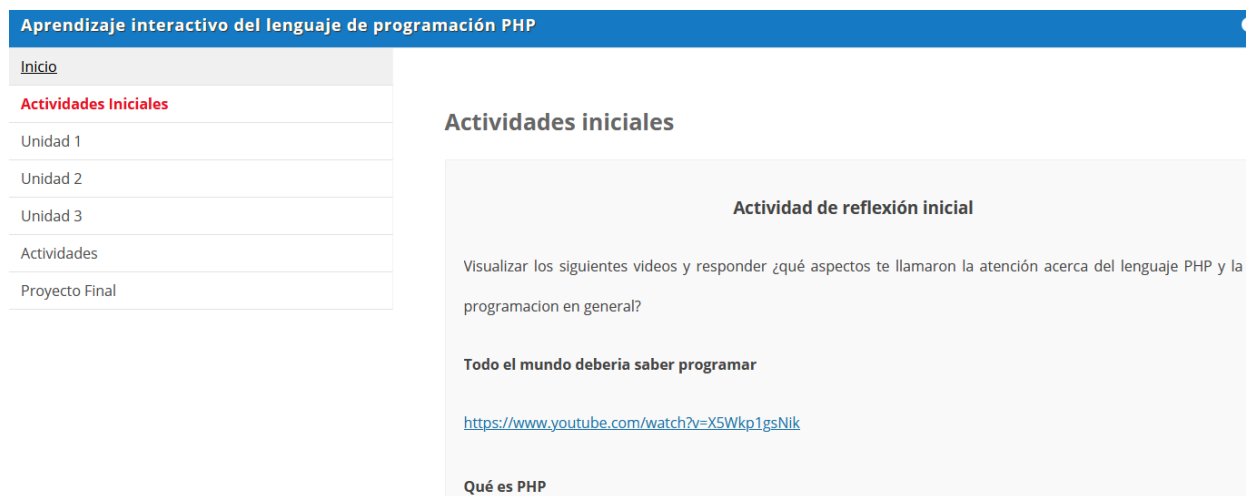 Aprendizaje interactivo del lenguaje de programación PHP
Inicio
Actividades Iniciales
Unidad 1
Unidad 2
Unidad 3
Actividades
Proyecto Final
Actividades iniciales
Actividad de reflexión inicial
Visualizar los siguientes videos y responder ¿qué aspectos te llamaron la atención acerca del lenguaje PHP y la
programacion en general?
Todo el mundo deberia saber programar
https://www.youtube.com/watch?v=X5Wkp1gsNik
Qué es PHP